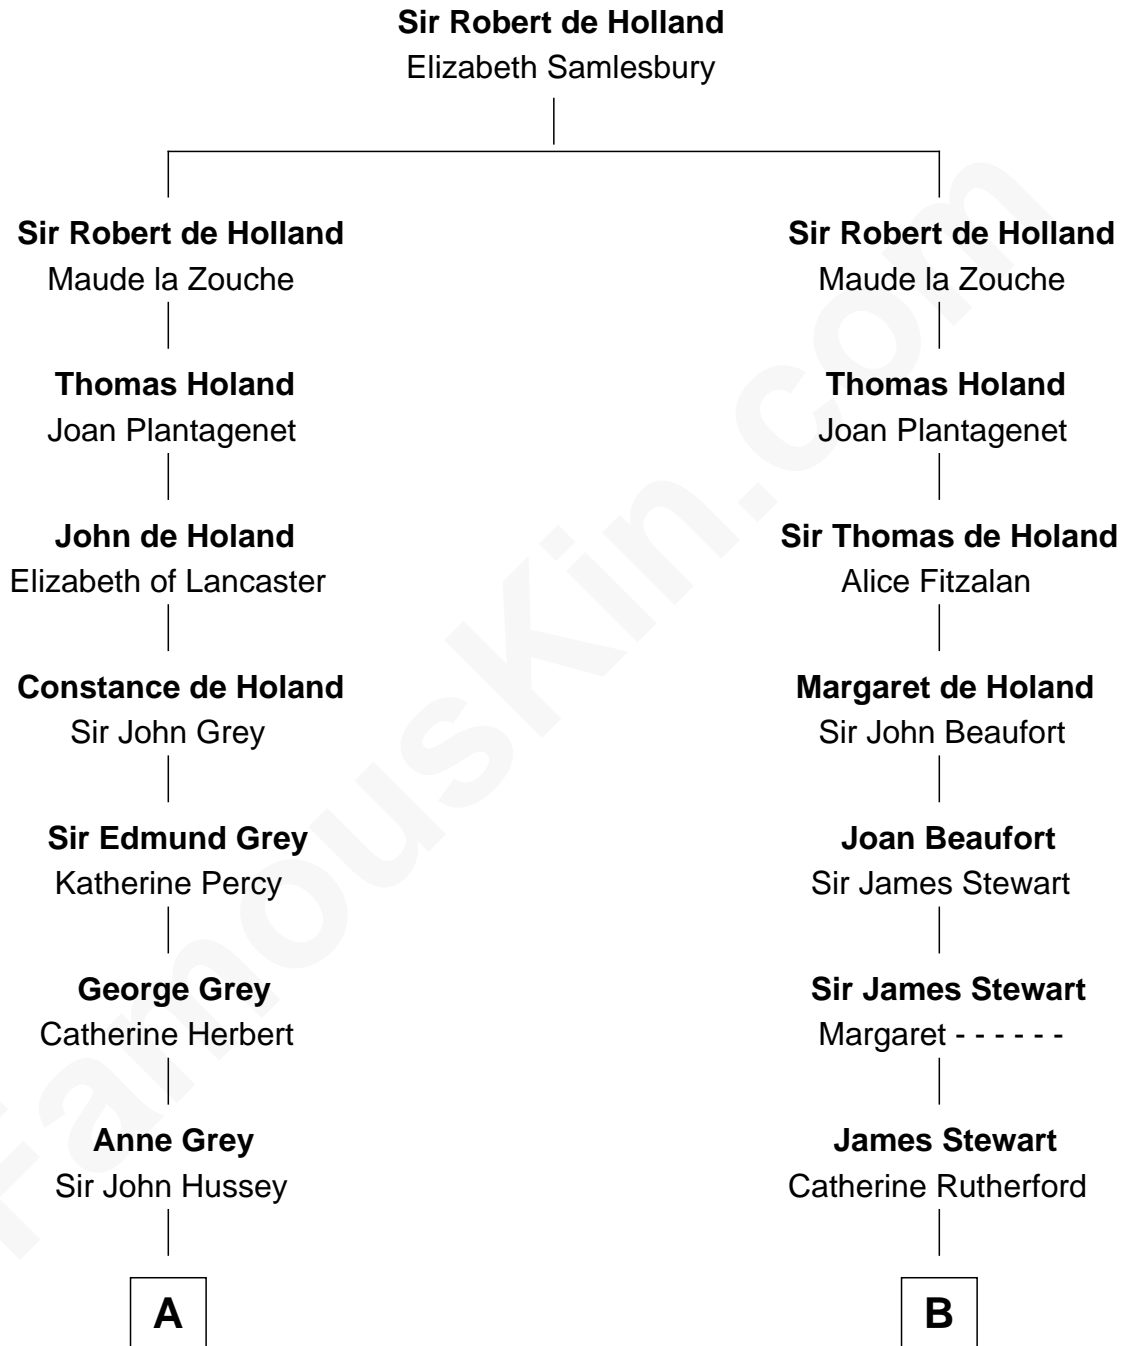 Sir Robert de Holland
Elizabeth Samlesbury
Sir Robert de Holland
Maude la Zouche
Sir Robert de Holland
Maude la Zouche
Thomas Holand
Joan Plantagenet
Thomas Holand
Joan Plantagenet
John de Holand
Elizabeth of Lancaster
Sir Thomas de Holand
Alice Fitzalan
Constance de Holand
Sir John Grey
Margaret de Holand
Sir John Beaufort
Sir Edmund Grey
Katherine Percy
Joan Beaufort
Sir James Stewart
George Grey
Catherine Herbert
Sir James Stewart
Margaret - - - - - -
Anne Grey
Sir John Hussey
James Stewart
Catherine Rutherford
A
B
FamousKin.com